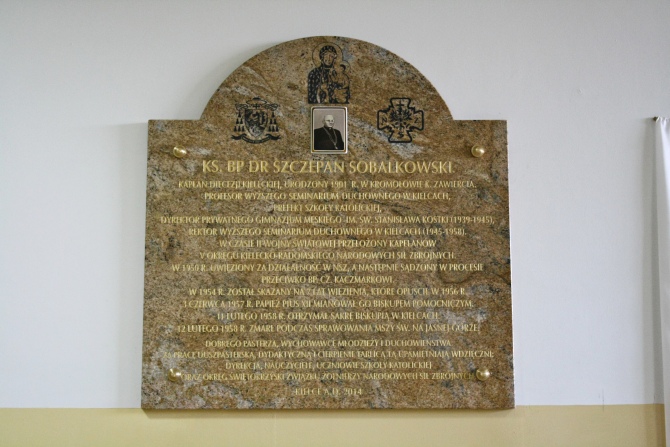 KS. BP DR SZCZEPAN SOBALKOWSKI
KAPŁAN DIECEZJI KIELECKIEJ, URODZONY 1901 R. W KROMOŁOWIE K. ZAWIERCIA,
PROFESOR WYŻSZEGO SEMINARIUM DUCHOWNEGO W KIELCACH,
PREFEKT SZKOŁY KATOLICKIEJ,
DYREKTOR PRYWATNEGO GIMNAZJUM MĘSKIEGO IM. ŚW. STANISŁAWA KOSTKI (1939-1945),
REKTOR WYŻSZEGO SEMINARIUM DUCHOWNEGO W KIELCACH (1945-1958).
W CZASIE II WOJNY ŚWIATOWEJ PRZEŁOŻONY KAPELANÓW
V OKRĘGU KIELECKO-RADOMSKIEGO NARODOWYCH SIŁ ZBROJNYCH.
W 1950 R. UWIĘZIONY ZA DZIAŁALNOŚĆ W NSZ, A NASTĘPNIE SĄDZONY W PROCESIE
PRZECIWKO BP. CZ. KACZMARKOWI.
W 1954 R. ZOSTAŁ SKAZANY NA LAT WIĘZIENIA, KTÓRE OPUŚCIŁ W 1956 R.
CZERWCA 1957 R. PAPIEŻ PIUS XII MIANOWAŁ GO BISKUPEM POMOCNICZYM.
11 LUTEGO 1958 R. OTRZYMAŁ SAKRĘ BISKUPIĄ W KIELCACH.
12 LUTEGO 1958 R. ZMARŁ PODCZAS SPRAWOWANIA MSZY ŚW. NA JASNEJ GÓRZE.
DOBREGO PASTERZA, WYCHOWAWCĘ MŁODZIEŻY I DUCHOWIEŃSTWA
ZA PRACĘ DUSZPASTERSKĄ, DYDAKTYCZNĄ I CIERPIENIE TABLICĄ TĄ UPAMIĘTNIAJĄ WDZIĘCZNI:
DYREKCJA, NAUCZYCIELE, UCZNIOWIE SZKOŁY KATOLICKIEJ
ORAZ OKRĘG ŚWIĘTOKRZYSKI ZWIĄZKU ŻOŁNIERZY NARODOWYCH SIŁ ZBROJNYCH
KIELCE A.D. 2014